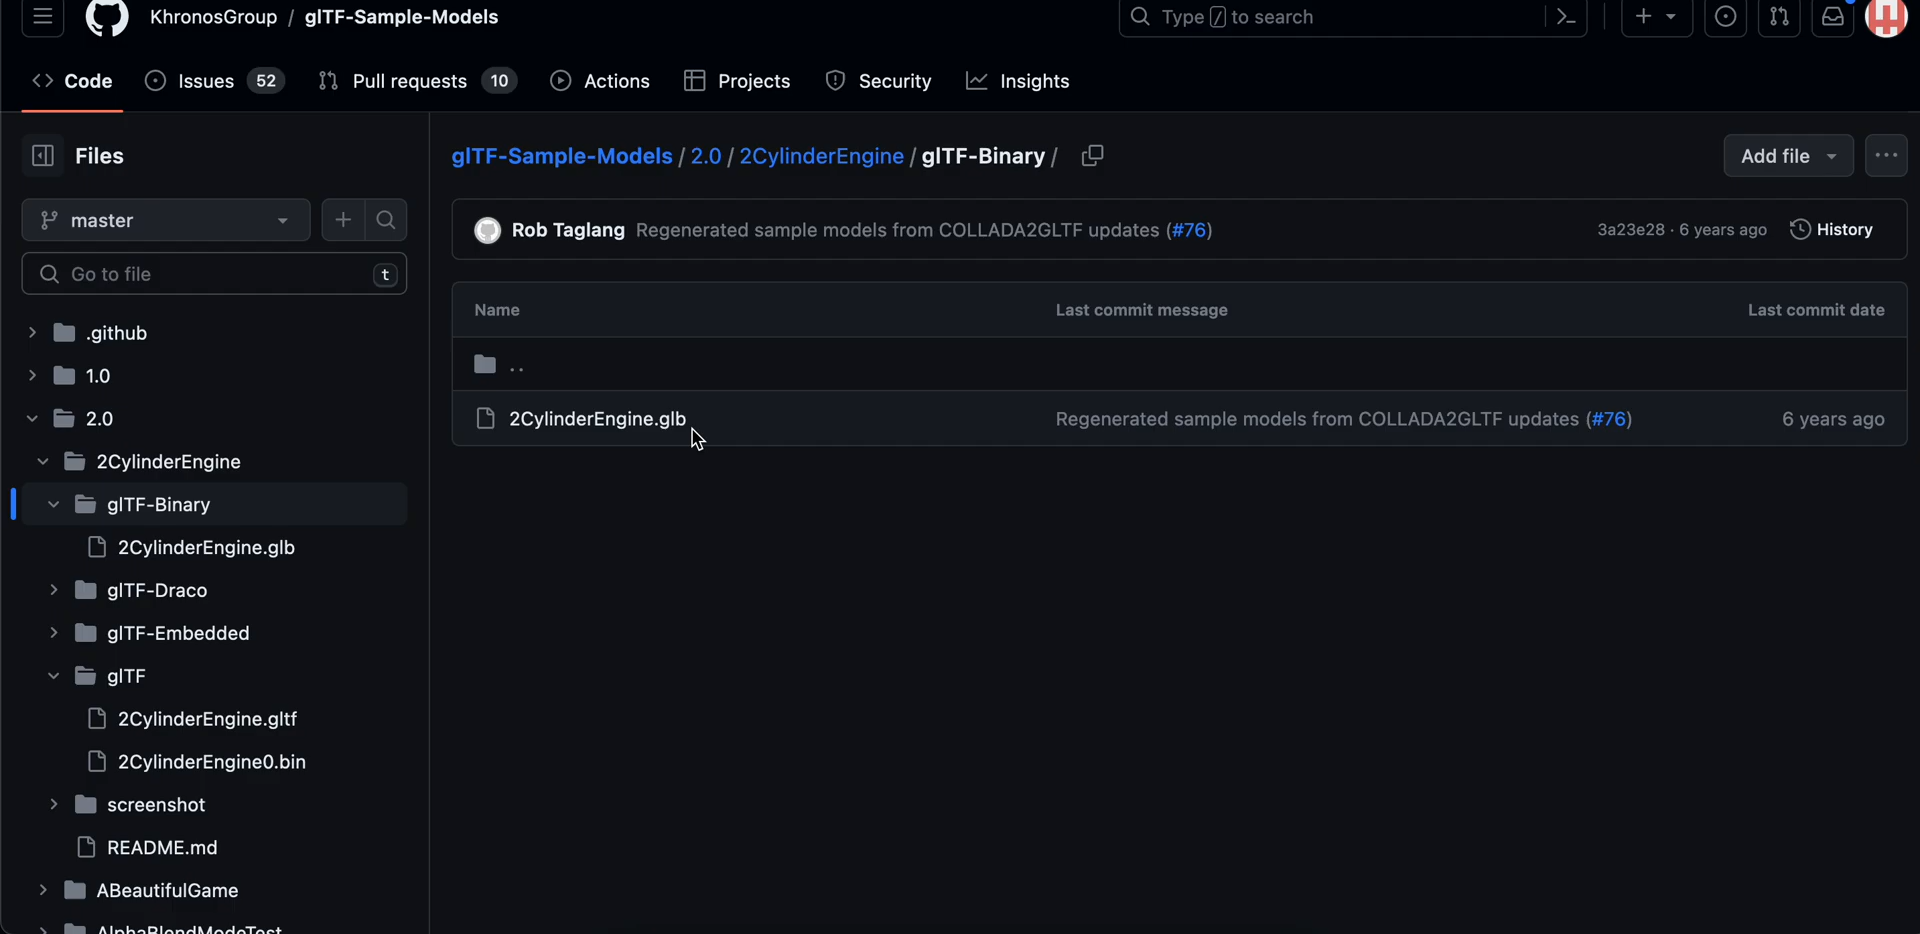 KhronosGroup / glTF-Sample-Models
Type / to search
Code
Issues 52
Pull requests 10
Actions
Projects
Security
Insights
Files
master
Go to file
t
.github
1.0
2.0
2CylinderEngine
glTF-Binary
2CylinderEngine.glb
glTF-Draco
glTF-Embedded
glTF
2CylinderEngine.gltf
2CylinderEngine0.bin
screenshot
README.md
ABeautifulGame
AlphaBlendModeTest
glTF-Sample-Models / 2.0 / 2CylinderEngine / glTF-Binary /
Add file
Rob Taglang Regenerated sample models from COLLADA2GLTF updates (#76)
3a23e28 · 6 years ago
History
Name Last commit message Last commit date
..
2CylinderEngine.glb Regenerated sample models from COLLADA2GLTF updates (#76) 6 years ago